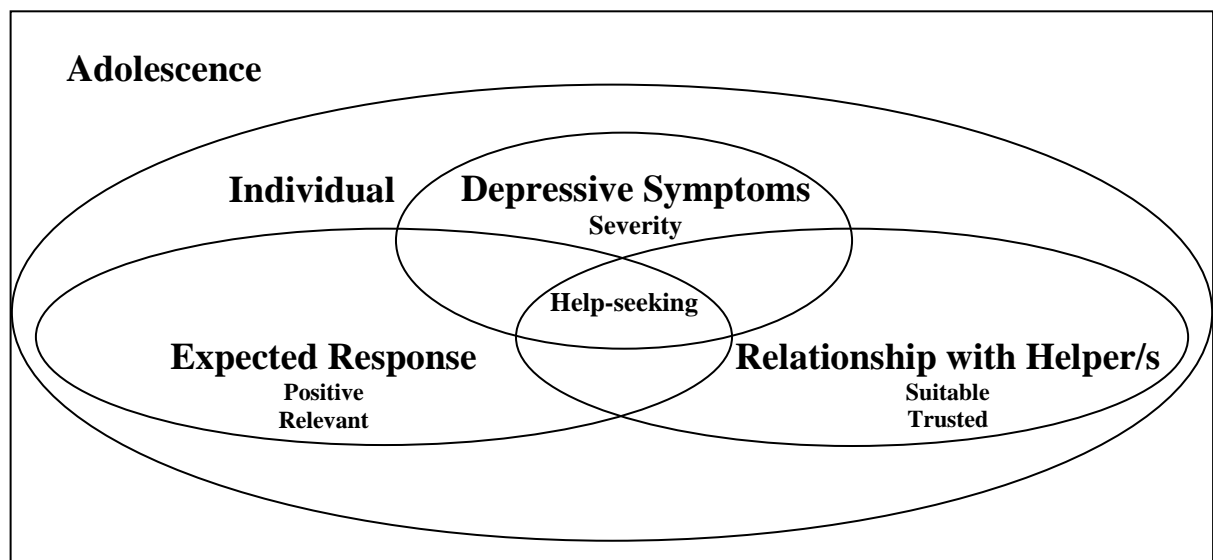 Adolescence
Individual
Depressive Symptoms
Severity
Help-seeking
Expected Response
Positive
Relevant
Relationship with Helper/s
Suitable
Trusted